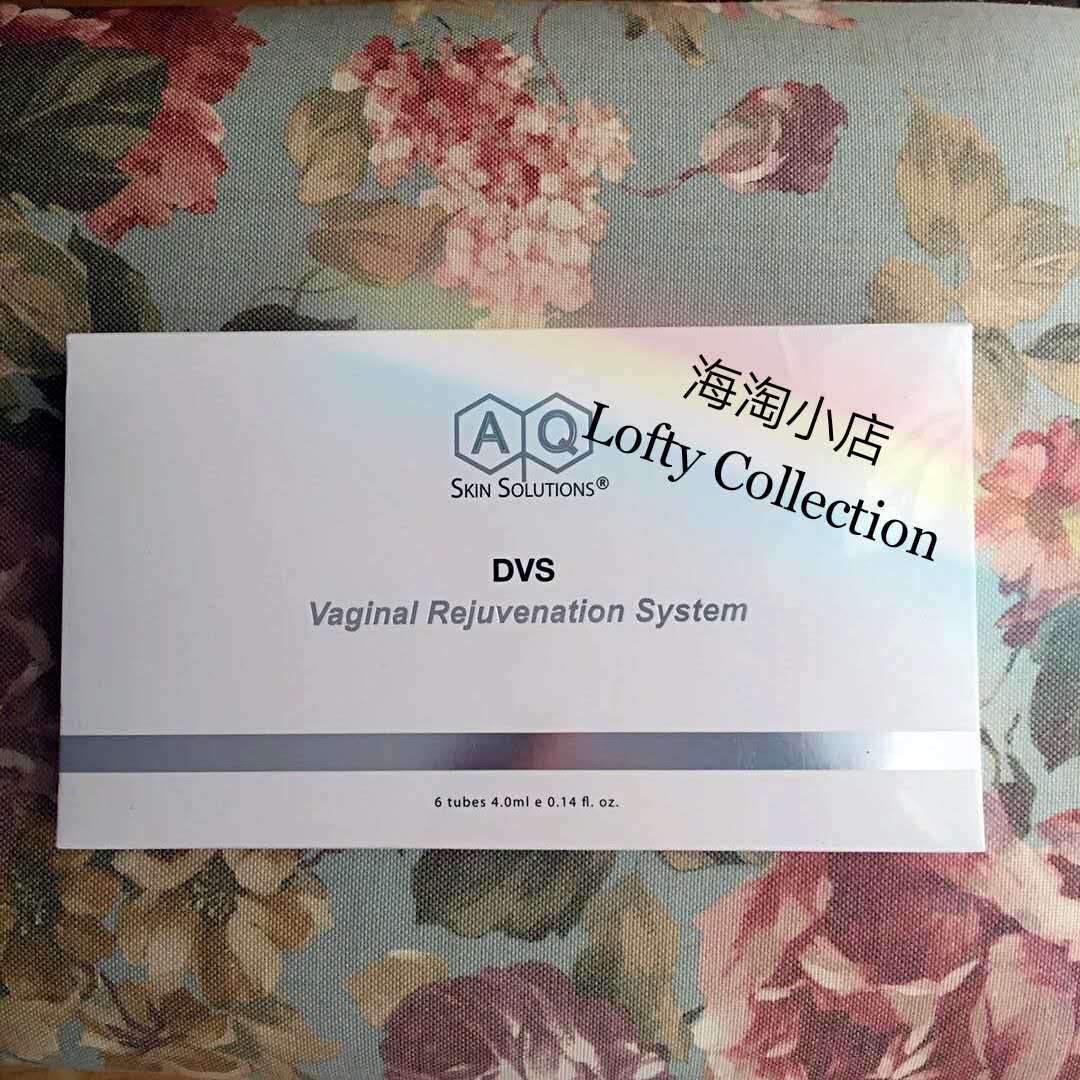 海淘小店
Lofty Collection
AQ
SKIN SOLUTIONS®
DVS
Vaginal Rejuvenation System
6 tubes 4.0ml e 0.14 fl. oz.